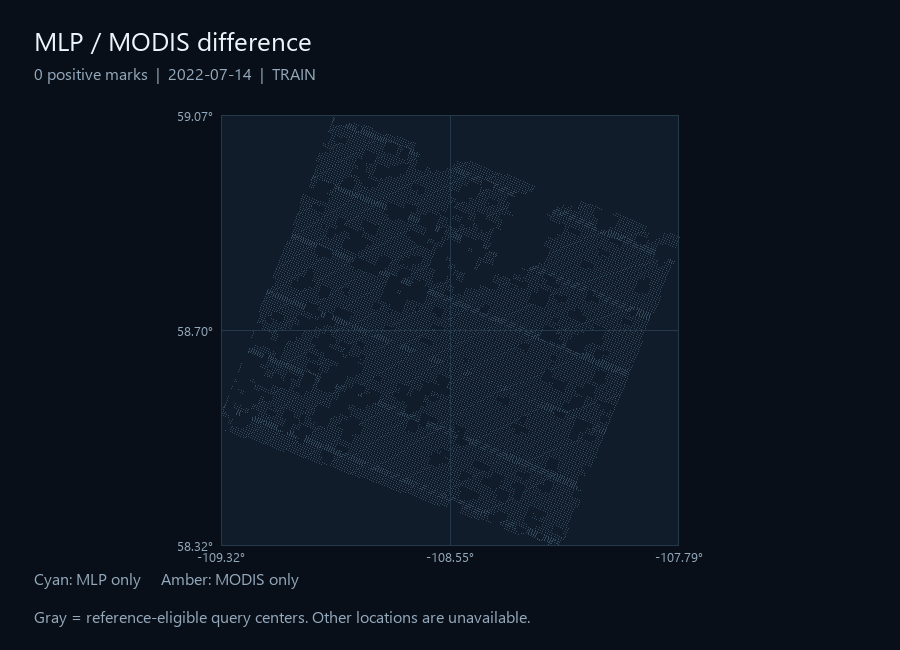 MLP / MODIS difference
0 positive marks | 2022-07-14 | TRAIN
59.07°
58.70°
58.32°
-109.32°
-108.55°
-107.79°
Cyan: MLP only
Amber: MODIS only
Gray = reference-eligible query centers. Other locations are unavailable.